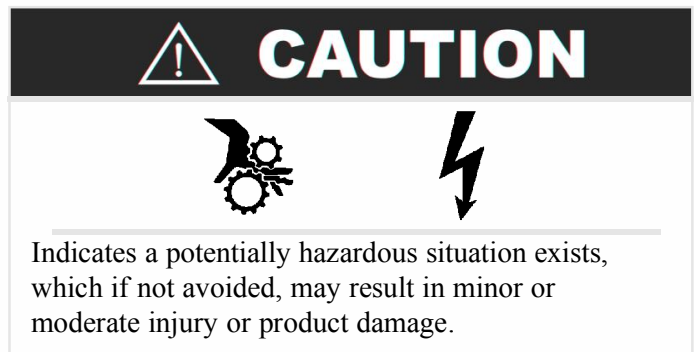 CAUTION
Indicates a potentially hazardous situation exists,
which if not avoided, may result in minor or
moderate injury or product damage.